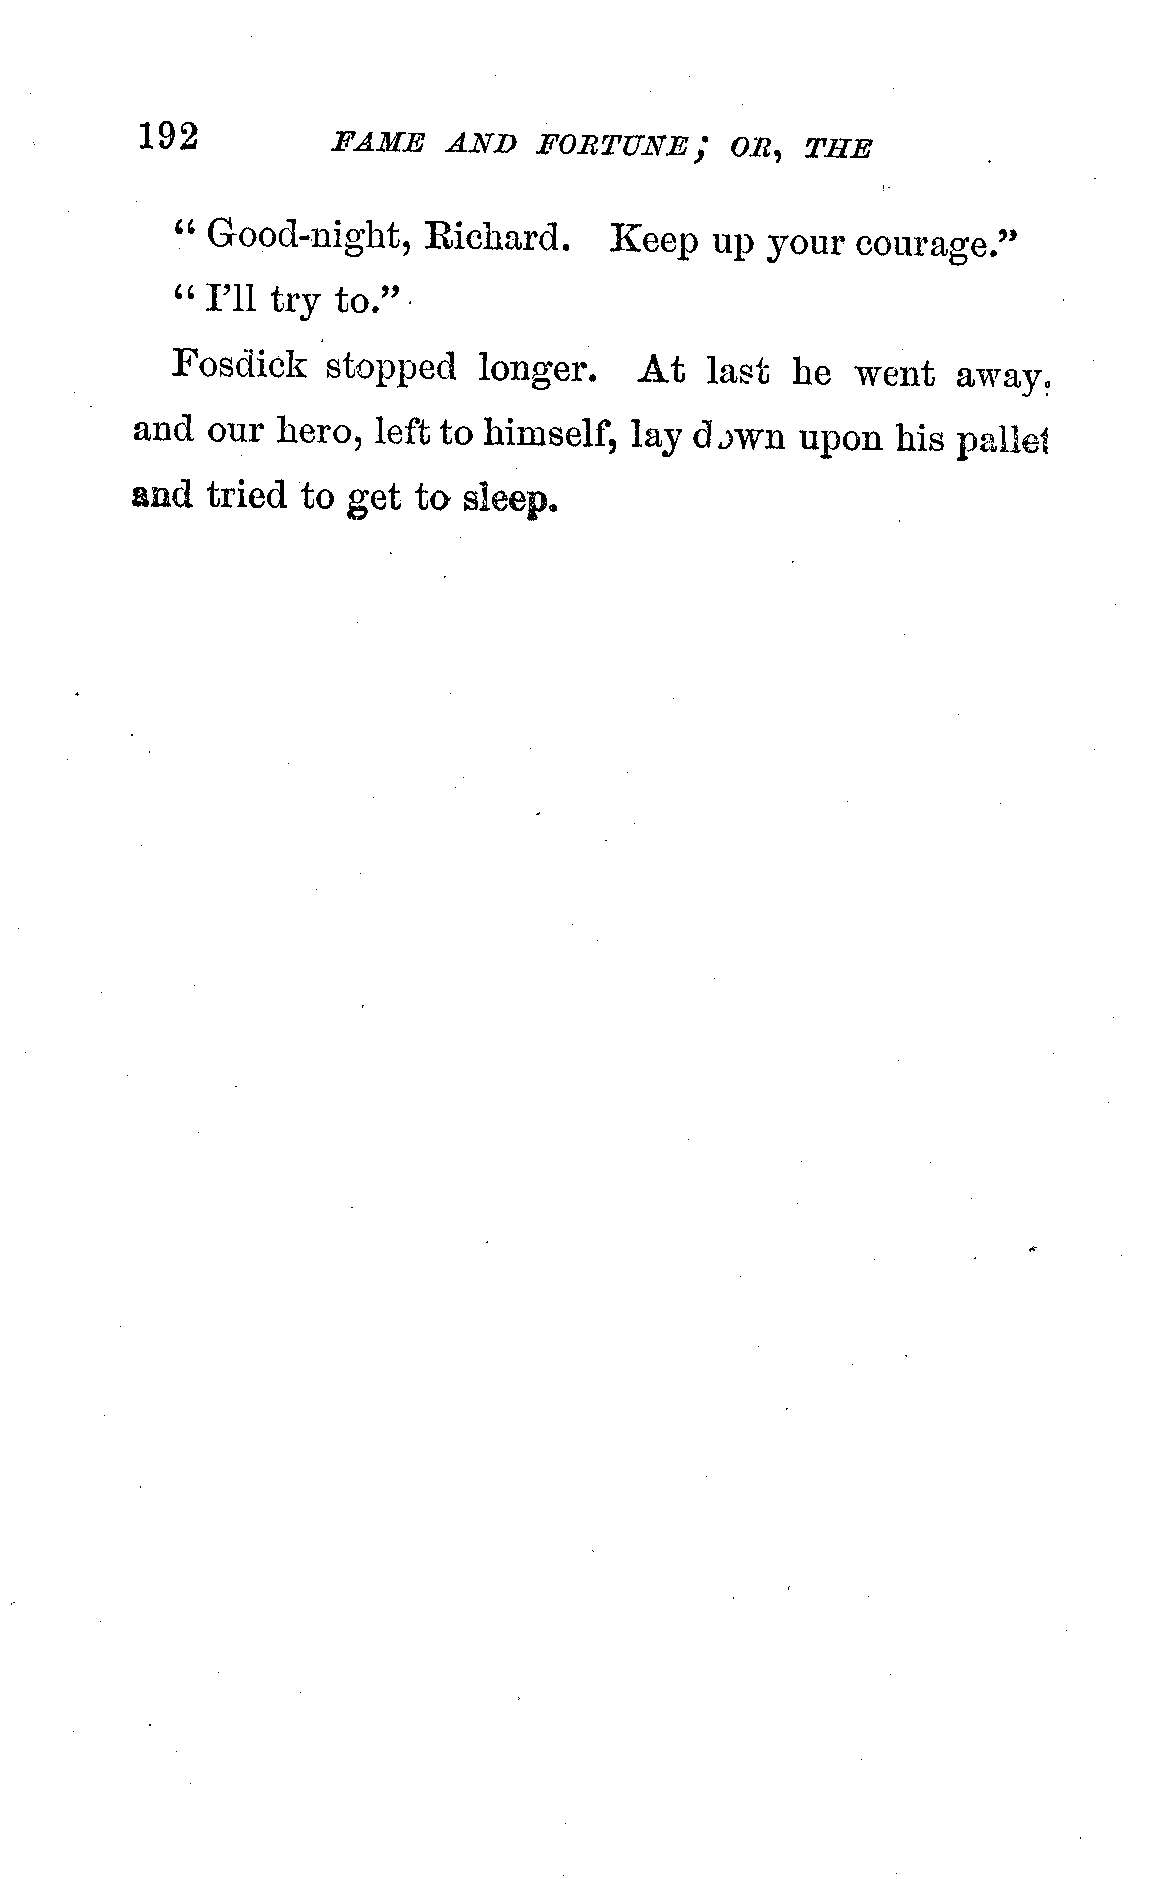 192 FAME AND FORTUNE; OR, THE
“ Good-night, Richard. Keep up your courage.”
“ I’ll try to.”
Fosdick stopped longer. At last he went away,
and our hero, left to himself, lay down upon his pallet
and tried to get to sleep.